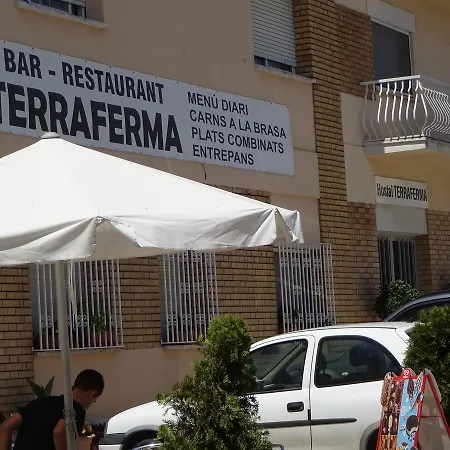 BAR - RESTAURANT
TERRAFERMA
MENÚ DIARI
CARNS A LA BRASA
PLATS COMBINATS
ENTREPANS
Hostal TERRAFERMA